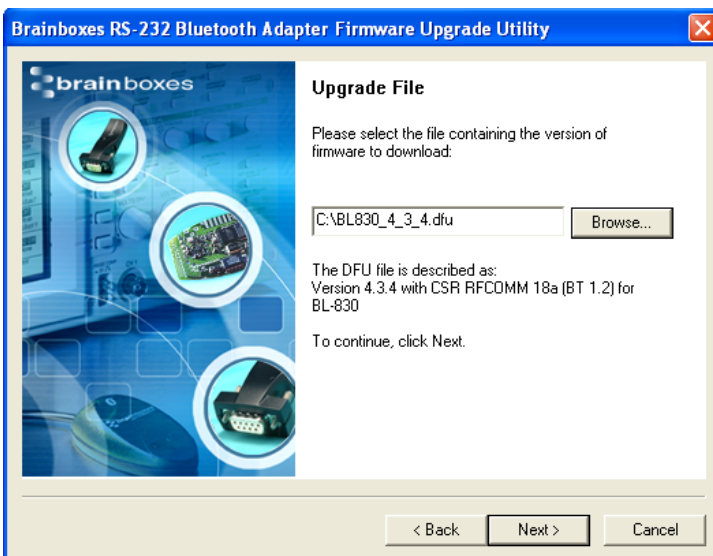 Brainboxes RS-232 Bluetooth Adapter Firmware Upgrade Utility
brainboxes
Upgrade File
Please select the file containing the version of
firmware to download:
C:\BL830_4_3_4.dfu
Browse...
The DFU file is described as:
Version 4.3.4 with CSR RFCOMM 18a (BT 1.2) for
BL-830
To continue, click Next.
< Back
Next >
Cancel